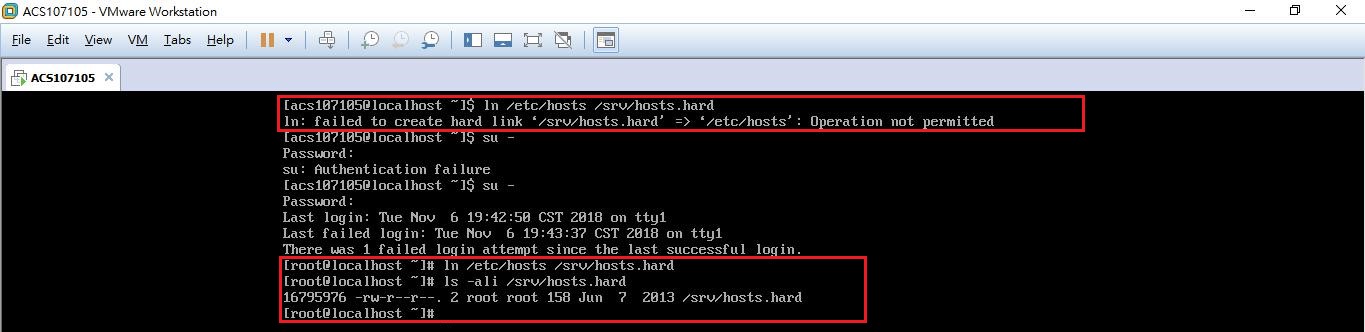 ACS107105 - VMware Workstation
File Edit View VM Tabs Help
ACS107105
[acs107105@localhost ~]$ ln /etc/hosts /srv/hosts.hard
ln: failed to create hard link ‘/srv/hosts.hard’ => ‘/etc/hosts’: Operation not permitted
[acs107105@localhost ~]$ su -
Password:
su: Authentication failure
[acs107105@localhost ~]$ su -
Password:
Last login: Tue Nov  6 19:42:50 CST 2018 on tty1
Last failed login: Tue Nov  6 19:43:37 CST 2018 on tty1
There was 1 failed login attempt since the last successful login.
[root@localhost ~]# ln /etc/hosts /srv/hosts.hard
[root@localhost ~]# ls -ali /srv/hosts.hard
16795976 -rw-r--r--. 2 root root 158 Jun  7  2013 /srv/hosts.hard
[root@localhost ~]#